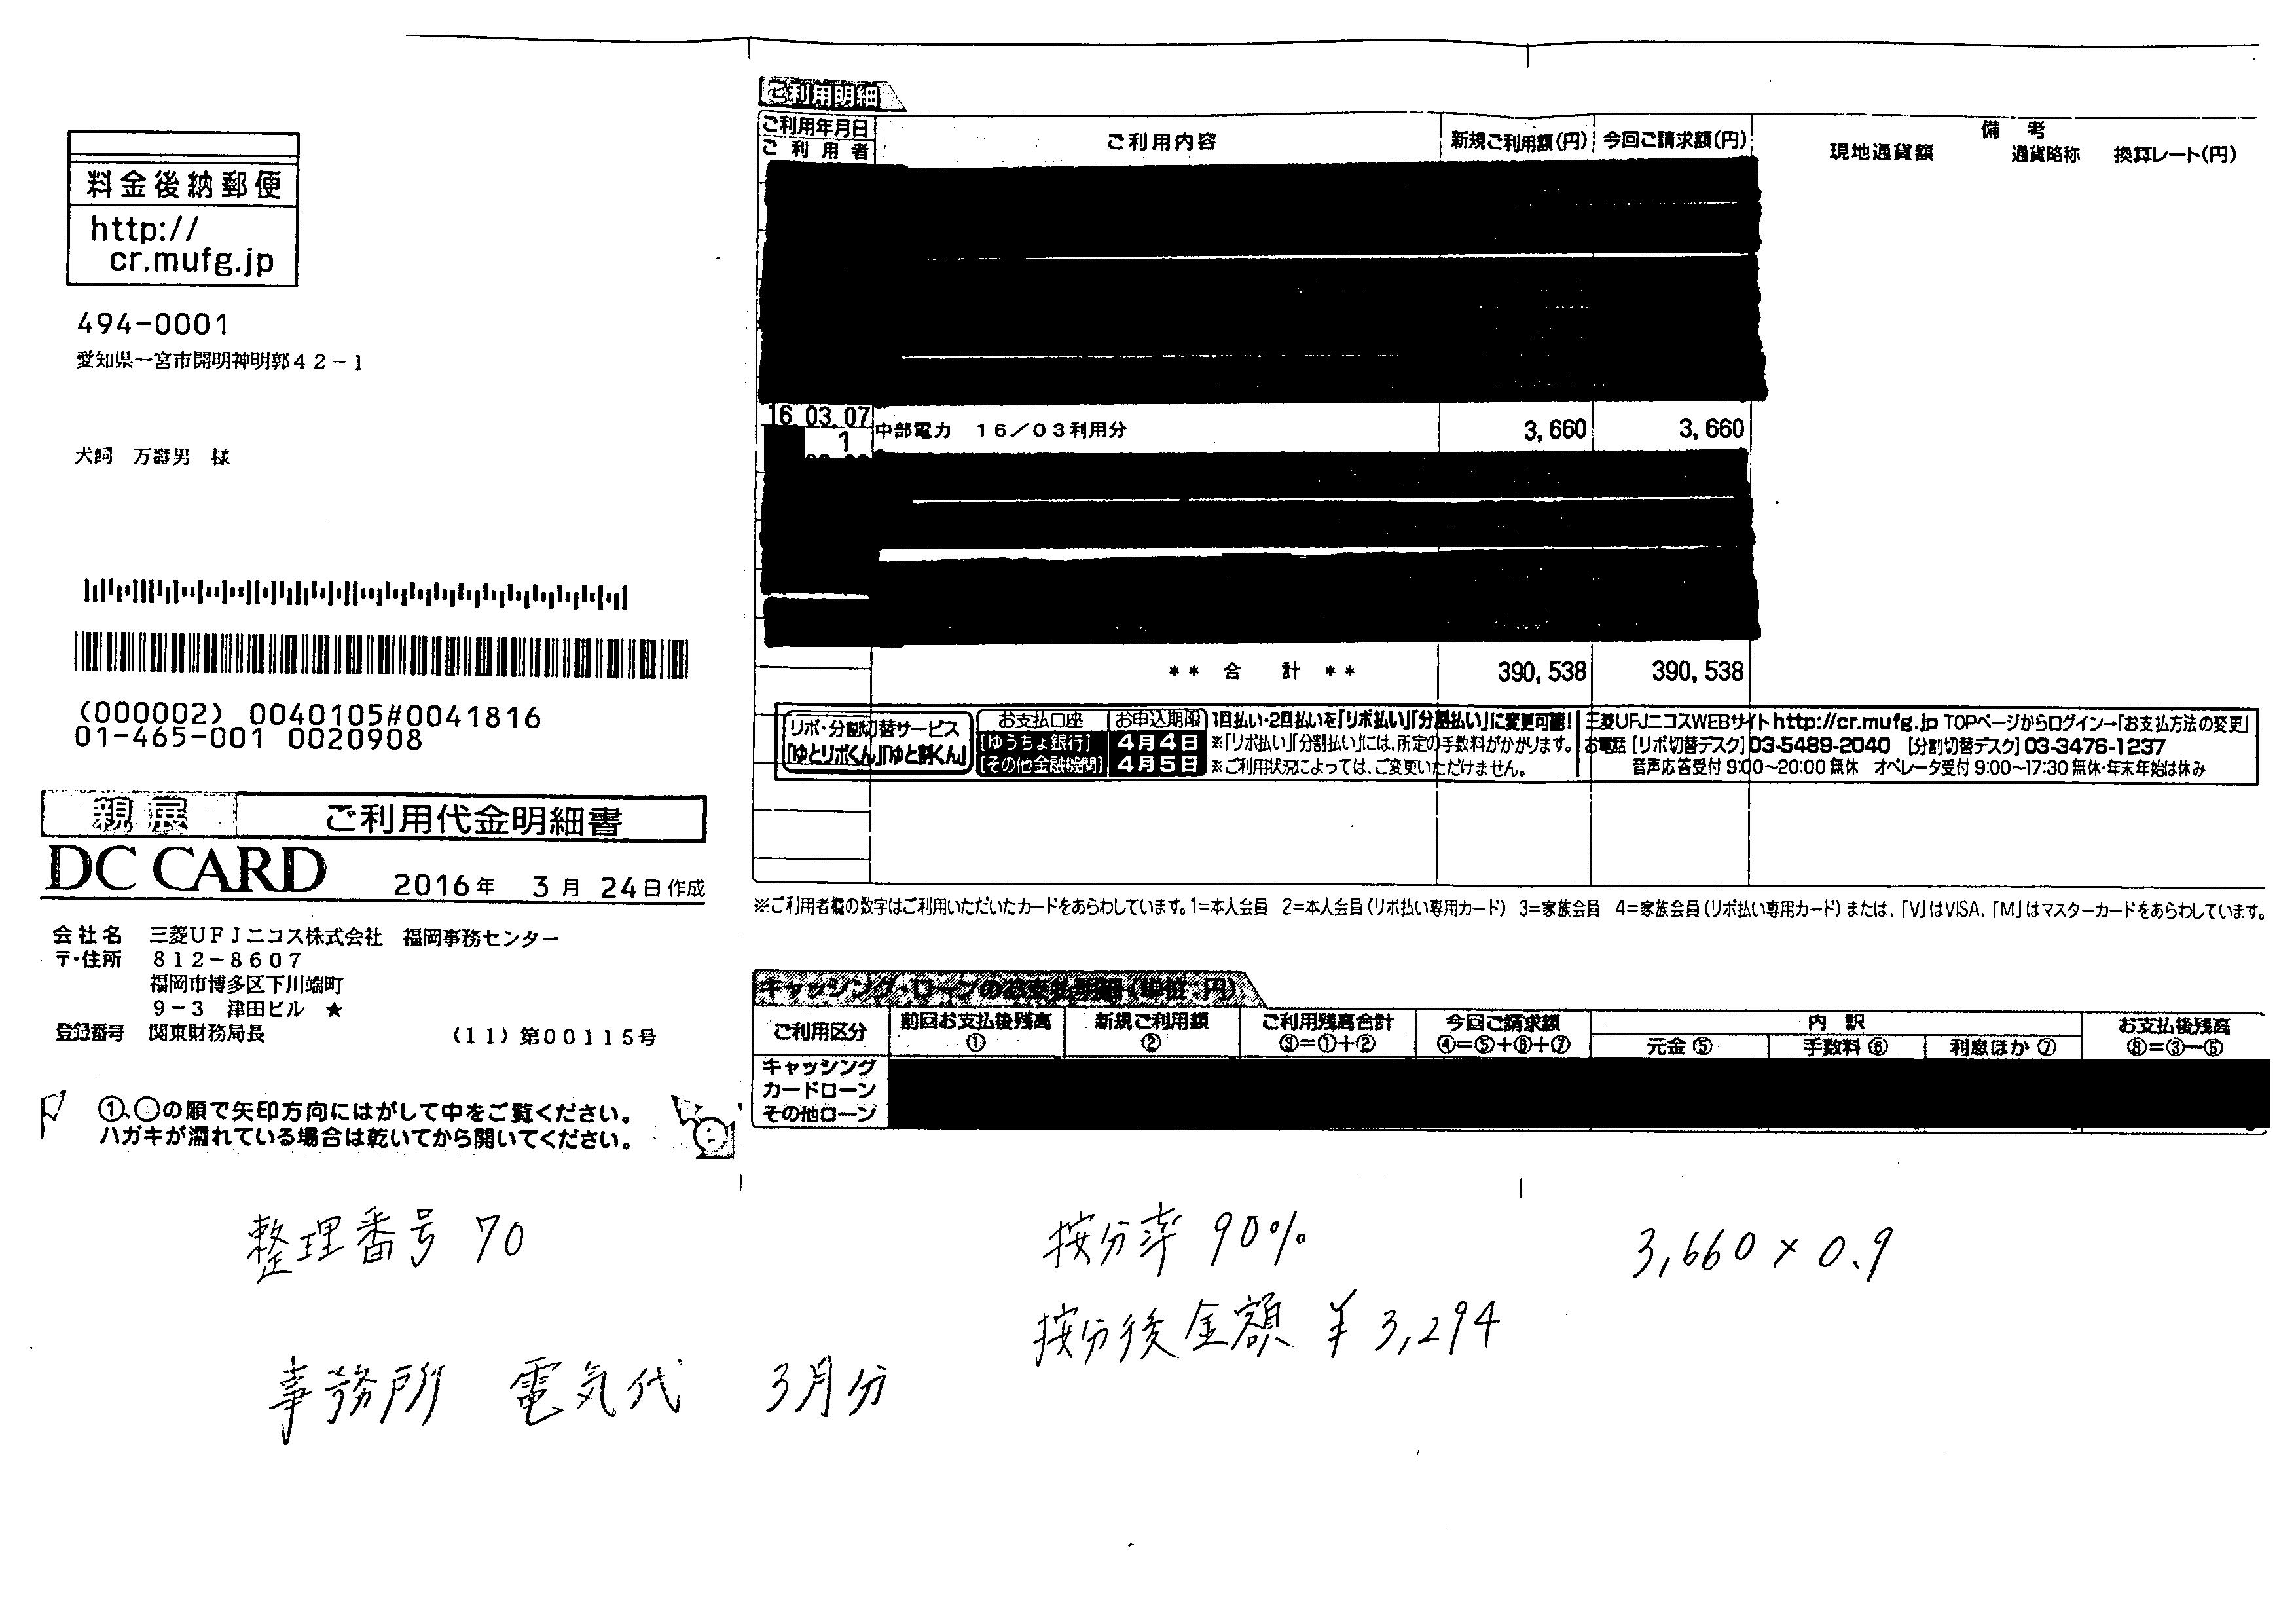 料金後納郵便
http://
cr.mufg.jp
494-0001
愛知県一宮市開明神明郭42-1
犬飼 万壽男 様
(000002) 0040105#0041816
01-465-001 0020908
親展 ご利用代金明細書
DC CARD 2016年 3月 24日作成
会社名 三菱UFJニコス株式会社 福岡事務センター
〒・住所 812-8607
福岡市博多区下川端町
9-3 津田ビル ★
登録番号 関東財務局長 (11)第00115号
①、○の順で矢印方向にはがして中をご覧ください。
ハガキが濡れている場合は乾いてから開いてください。
ご利用明細
ご利用年月日
ご利用者
ご利用内容 新規ご利用額(円) 今回ご請求額(円)
備考
現地通貨額 通貨略称 換算レート(円)
16.03.07
1
中部電力 16/03利用分 3,660 3,660
** 合 計 ** 390,538 390,538
リボ・分割切替サービス
「ゆとリボくん」「ゆと割くん」
お支払口座 お申込期限
[ゆうちょ銀行] 4月4日
[その他金融機関] 4月5日
1回払い・2回払いを「リボ払い」「分割払い」に変更可能!
※「リボ払い」「分割払い」には、所定の手数料がかかります。
※ご利用状況によっては、ご変更いただけません。
三菱UFJニコスWEBサイト http://cr.mufg.jp TOPページからログイン→「お支払方法の変更」
お電話 [リボ切替デスク] 03-5489-2040 [分割切替デスク] 03-3476-1237
音声応答受付 9:00~20:00 無休 オペレータ受付 9:00~17:30 無休・年末年始は休み
※ご利用者欄の数字はご利用いただいたカードをあらわしています。1=本人会員 2=本人会員(リボ払い専用カード) 3=家族会員 4=家族会員(リボ払い専用カード)または、「V」はVISA、「M」はマスターカードをあらわしています。
キャッシング・ローンのお支払明細(単位:円)
ご利用区分 前回お支払後残高① 新規ご利用額② ご利用残高合計③=①+② 今回ご請求額④=⑤+⑥+⑦ 内訳 元金⑤ 手数料⑥ 利息ほか⑦ お支払後残高⑧=③-⑤
キャッシング
カードローン
その他ローン
整理番号 70
按分率 90% 3,660×0.9
按分後金額 ¥3,294
事務所 電気代 3月分